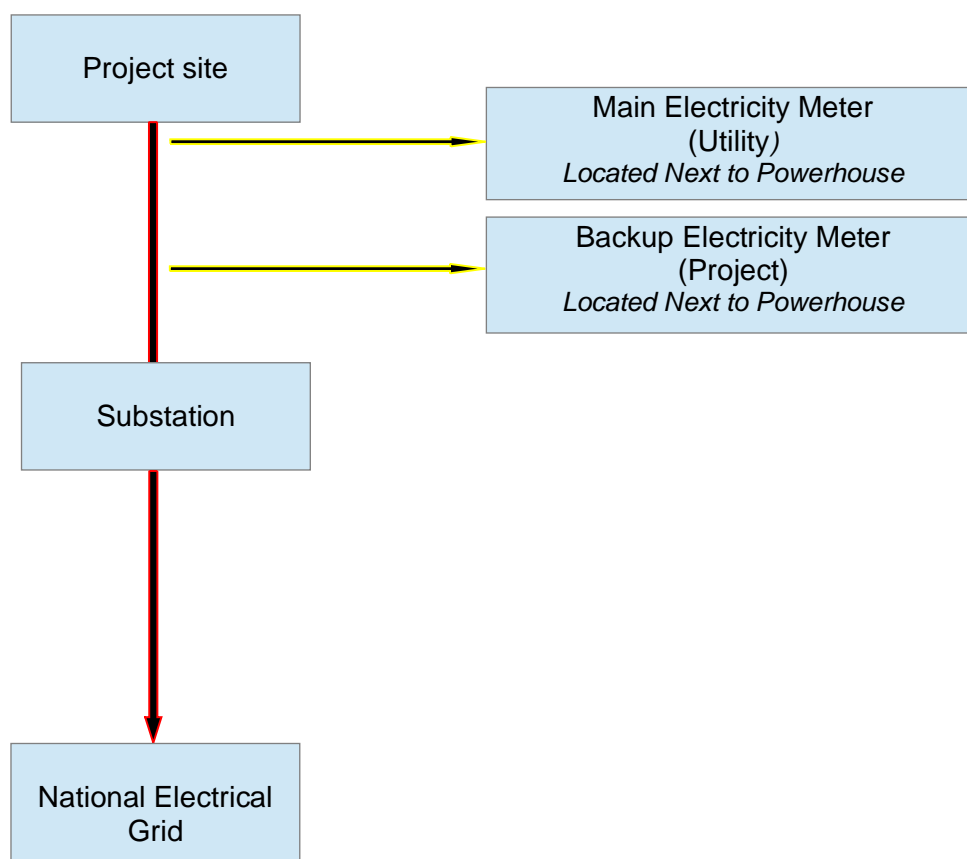 Project site
Main Electricity Meter
(Utility)
Located Next to Powerhouse
Backup Electricity Meter
(Project)
Located Next to Powerhouse
Substation
National Electrical
Grid